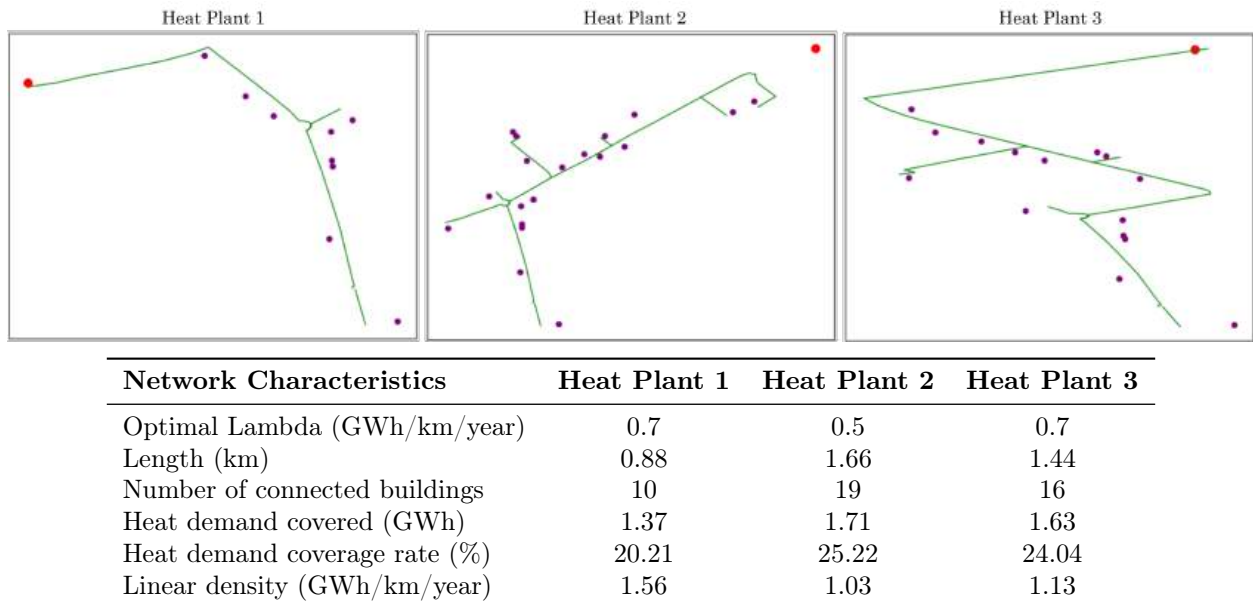 Heat Plant 1 Heat Plant 2 Heat Plant 3
Network Characteristics Heat Plant 1 Heat Plant 2 Heat Plant 3
Optimal Lambda (GWh/km/year) 0.7 0.5 0.7
Length (km) 0.88 1.66 1.44
Number of connected buildings 10 19 16
Heat demand covered (GWh) 1.37 1.71 1.63
Heat demand coverage rate (%) 20.21 25.22 24.04
Linear density (GWh/km/year) 1.56 1.03 1.13